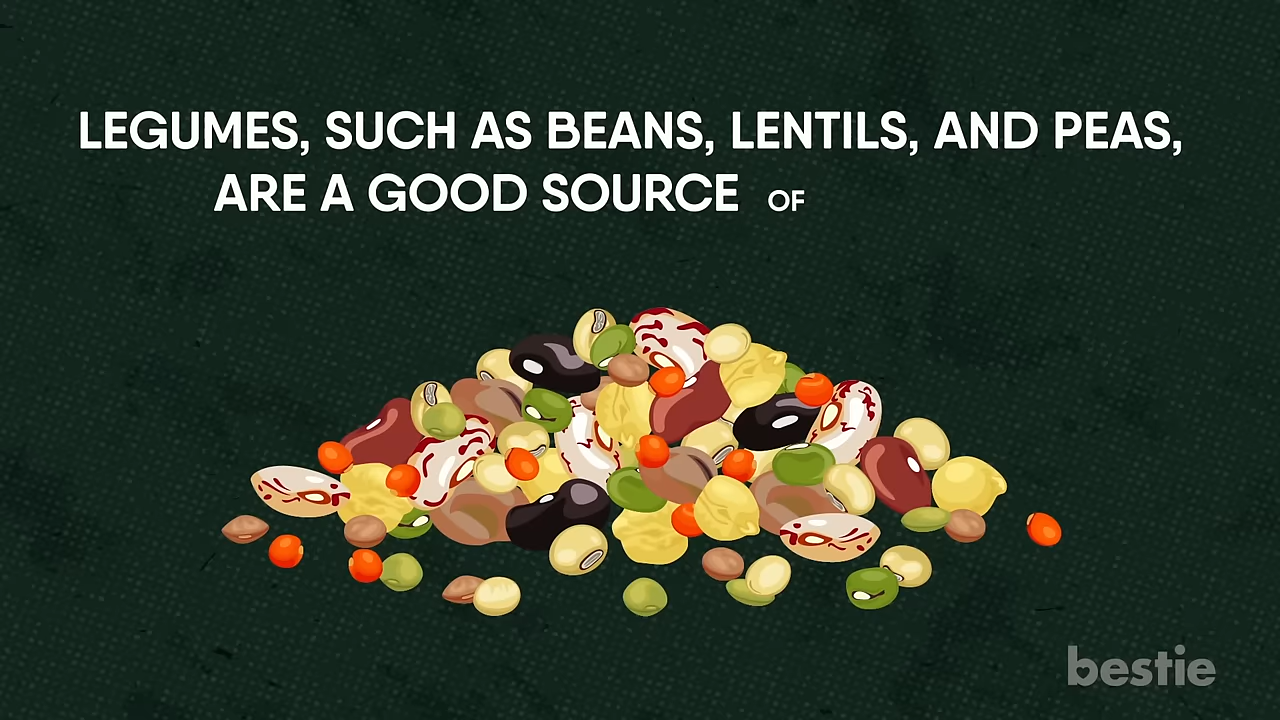 LEGUMES, SUCH AS BEANS, LENTILS, AND PEAS,
ARE A GOOD SOURCE OF
bestie